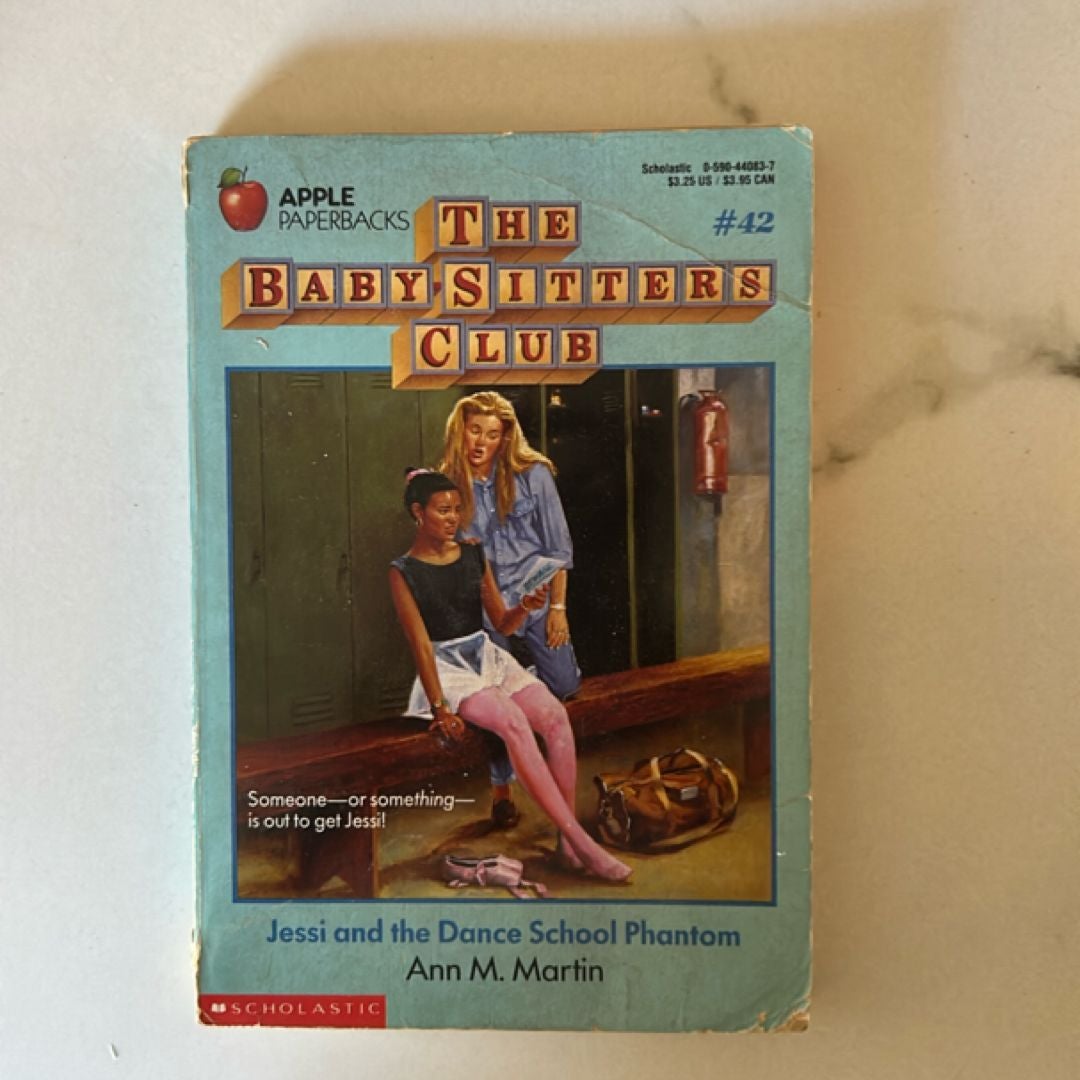 Scholastic 0-590-44083-7
$3.25 US / $3.95 CAN
APPLE
PAPERBACKS
#42
THE
BABY-SITTERS
CLUB
Someone—or something—
is out to get Jessi!
Jessi and the Dance School Phantom
Ann M. Martin
SCHOLASTIC